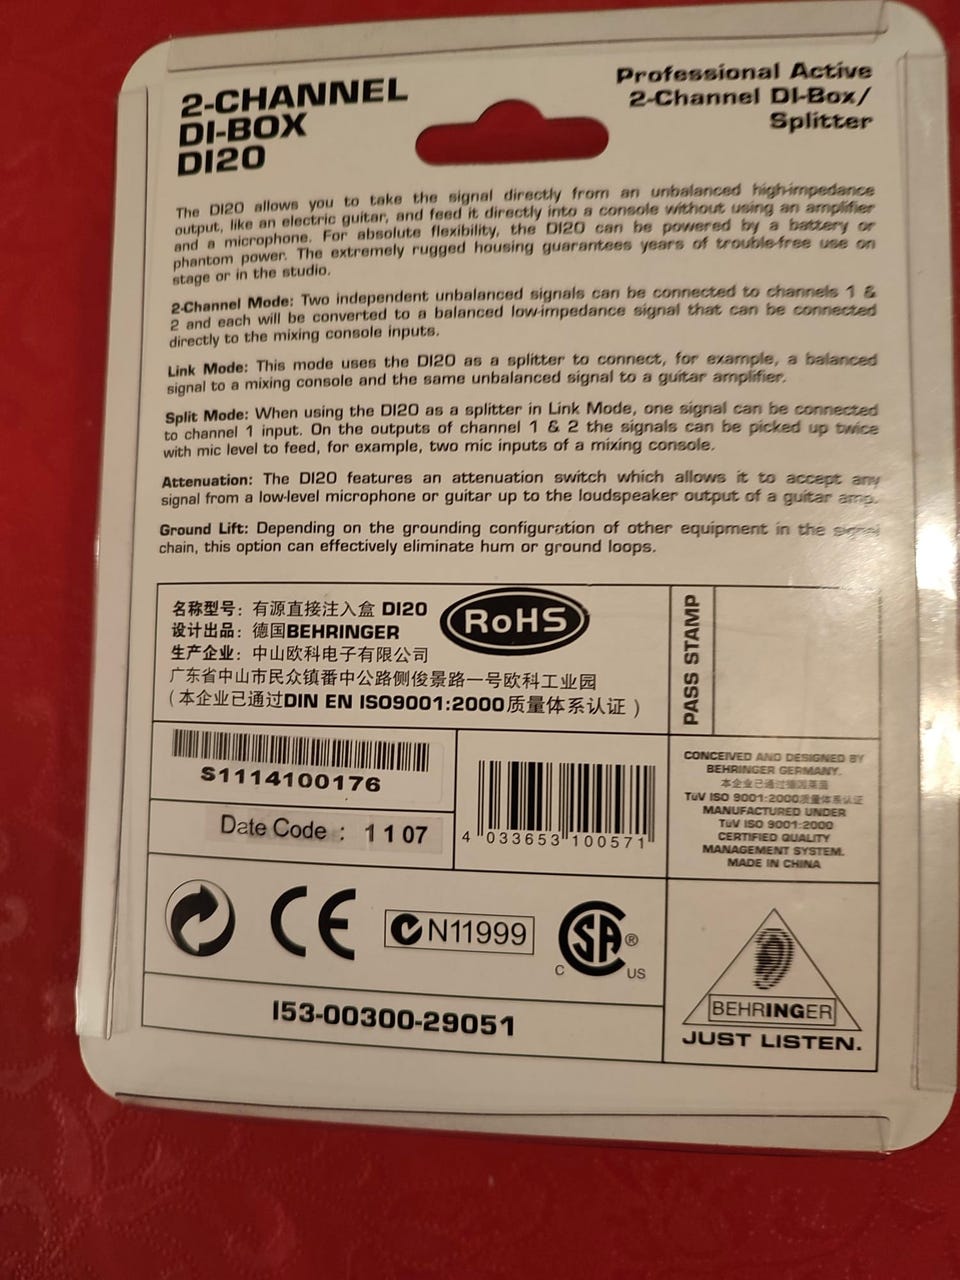 2-CHANNEL
DI-BOX
DI20
Professional Active
2-Channel DI-Box/
Splitter
The DI20 allows you to take the signal directly from an unbalanced high-impedance
output, like an electric guitar, and feed it directly into a console without using an amplifier
and a microphone. For absolute flexibility, the DI20 can be powered by a battery or
phantom power. The extremely rugged housing guarantees years of trouble-free use on
stage or in the studio.
2-Channel Mode: Two independent unbalanced signals can be connected to channels 1 &
2 and each will be converted to a balanced low-impedance signal that can be connected
directly to the mixing console inputs.
Link Mode: This mode uses the DI20 as a splitter to connect, for example, a balanced
signal to a mixing console and the same unbalanced signal to a guitar amplifier.
Split Mode: When using the DI20 as a splitter in Link Mode, one signal can be connected
to channel 1 input. On the outputs of channel 1 & 2 the signals can be picked up twice
with mic level to feed, for example, two mic inputs of a mixing console.
Attenuation: The DI20 features an attenuation switch which allows it to accept any
signal from a low-level microphone or guitar up to the loudspeaker output of a guitar amp.
Ground Lift: Depending on the grounding configuration of other equipment in the signal
chain, this option can effectively eliminate hum or ground loops.
名称型号：有源直接注入盒 DI20
设计出品：德国BEHRINGER
生产企业：中山欧科电子有限公司
广东省中山市民众镇番中公路侧俊景路一号欧科工业园
（本企业已通过DIN EN ISO9001:2000质量体系认证）
RoHS
PASS STAMP
S1114100176
Date Code : 1107
4 033653 100571
CONCEIVED AND DESIGNED BY
BEHRINGER GERMANY.
本企业已通过德国莱茵
TüV ISO 9001:2000质量体系认证
MANUFACTURED UNDER
TüV ISO 9001:2000
CERTIFIED QUALITY
MANAGEMENT SYSTEM.
MADE IN CHINA
CE
N11999
SA®
C US
I53-00300-29051
BEHRINGER
JUST LISTEN.